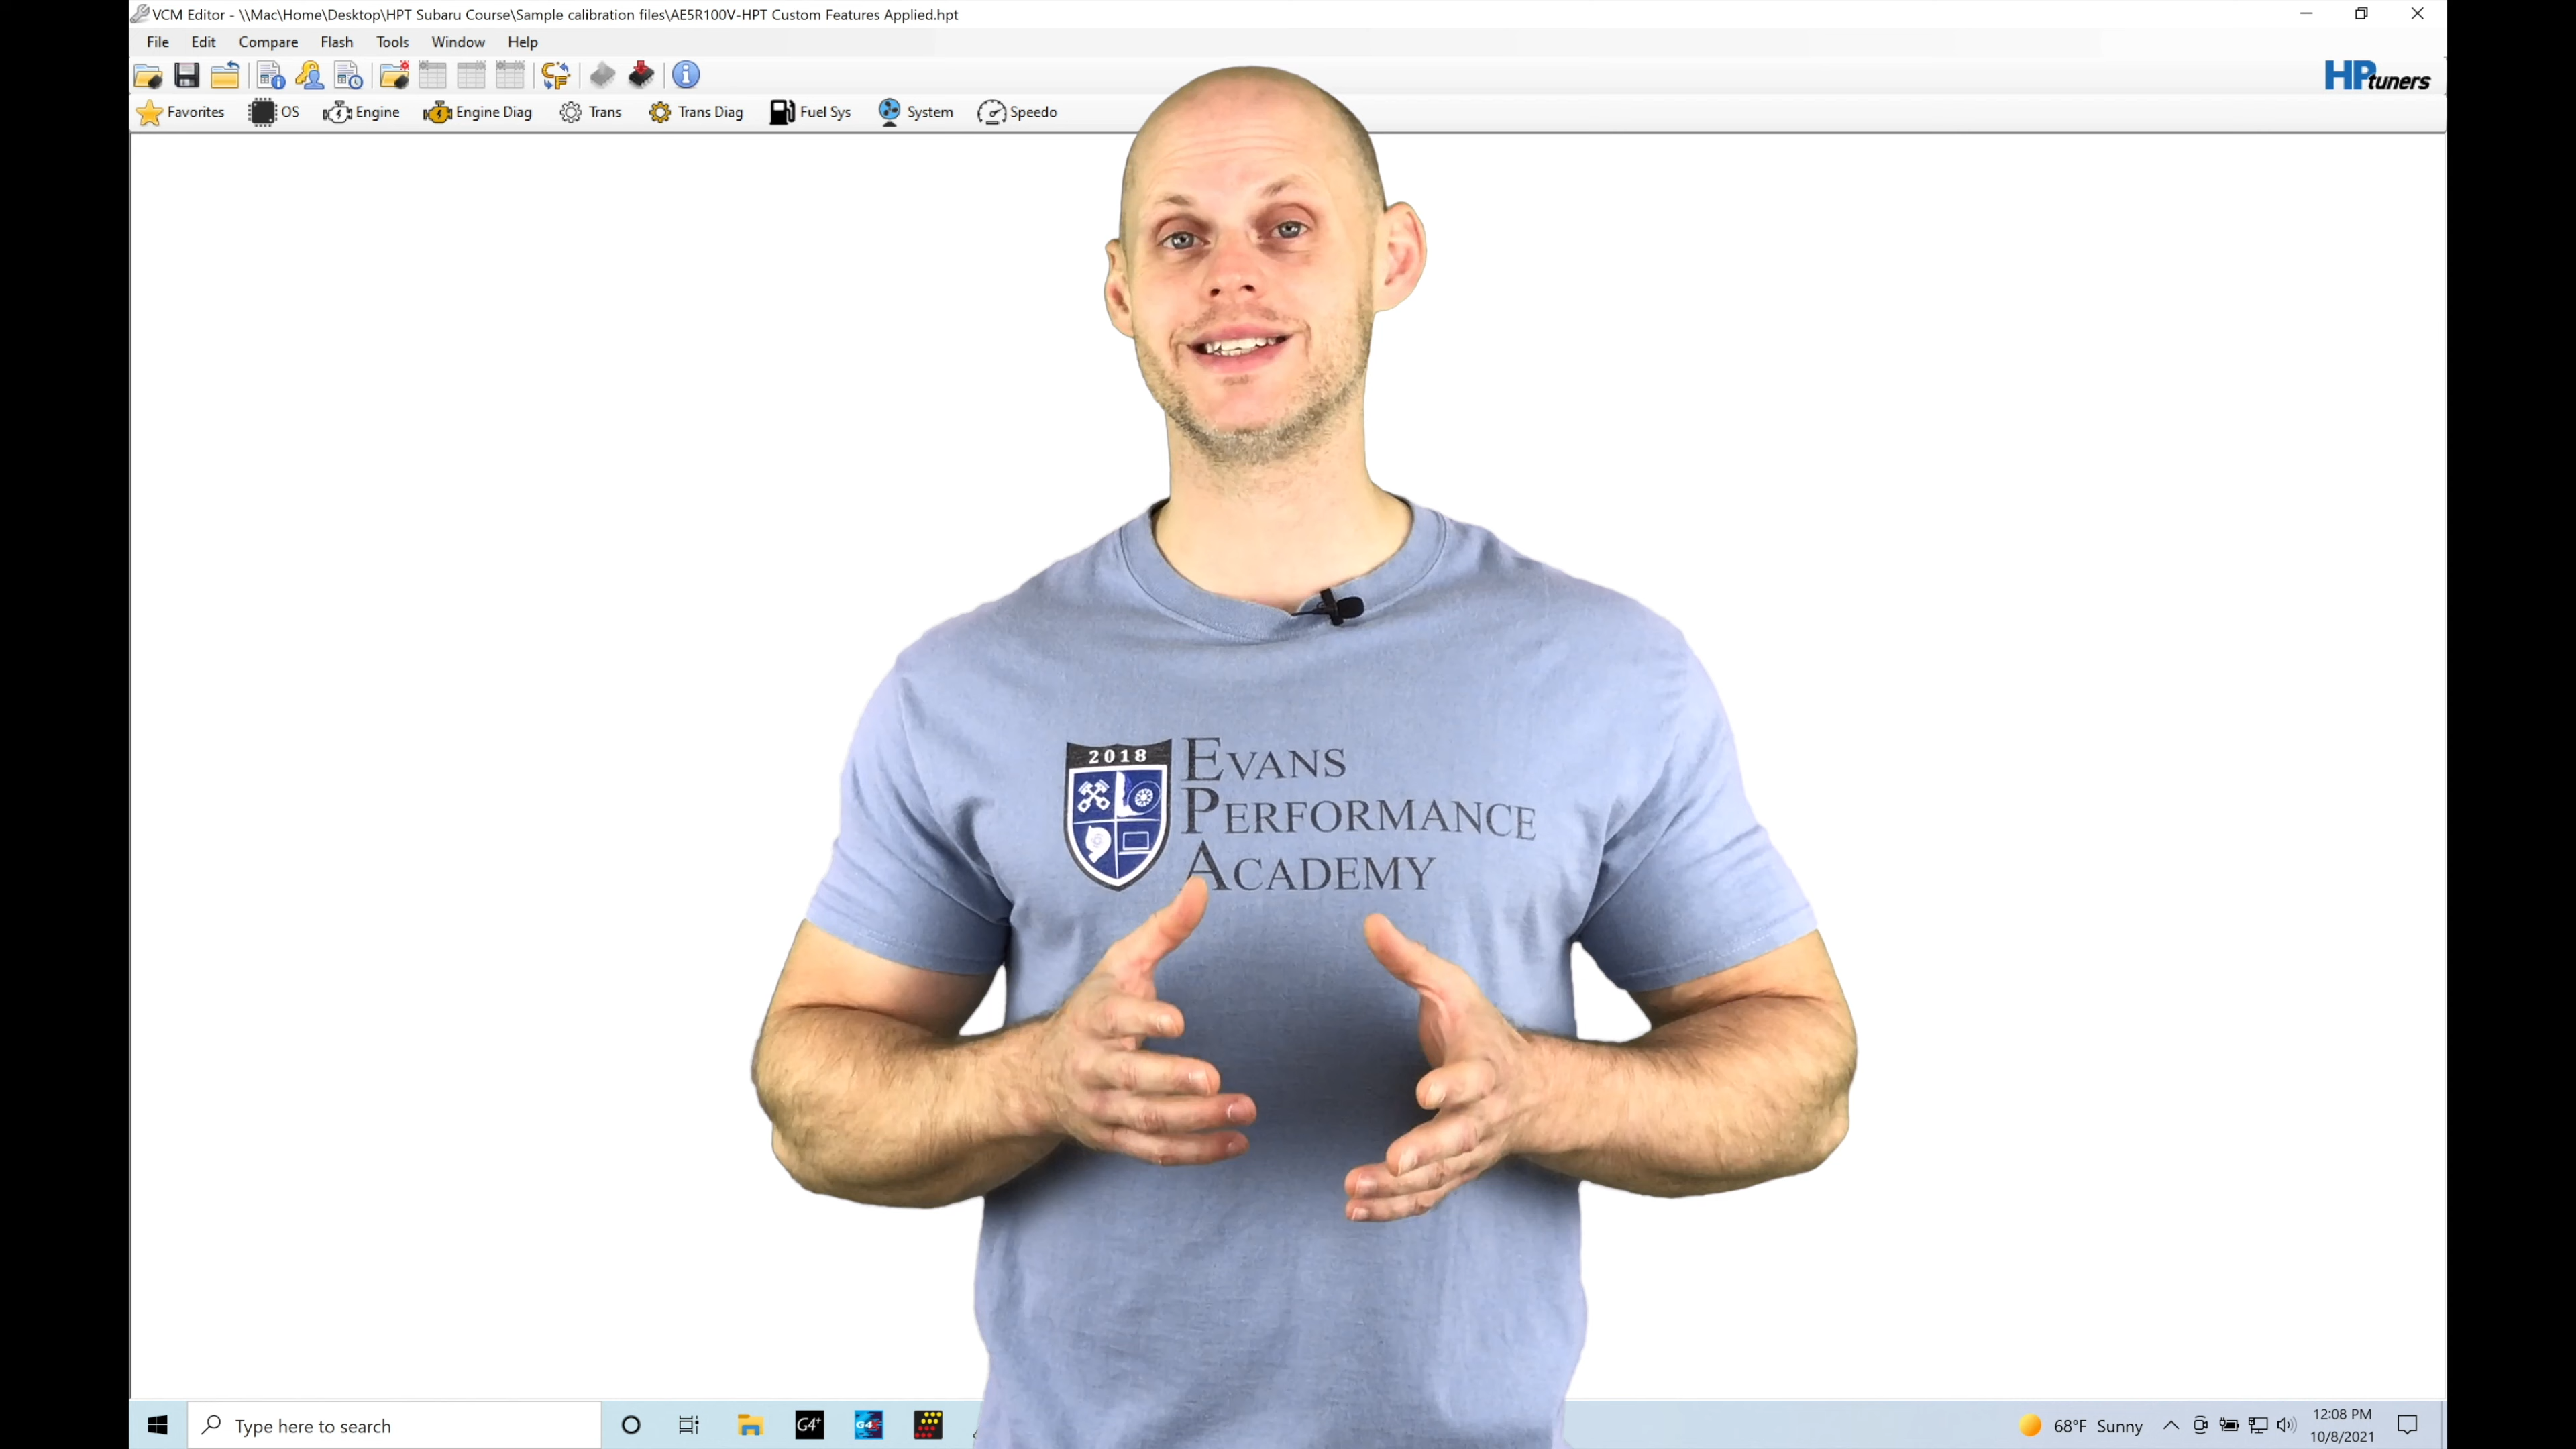 VCM Editor - \\Mac\Home\Desktop\HPT Subaru Course\Sample calibration files\AE5R100V-HPT Custom Features Applied.hpt
File Edit Compare Flash Tools Window Help
HPtuners
Favorites OS Engine Engine Diag Trans Trans Diag Fuel Sys System Speedo
2018
EVANS
PERFORMANCE
ACADEMY
Type here to search
G4+
G4X
68°F Sunny
12:08 PM
10/8/2021